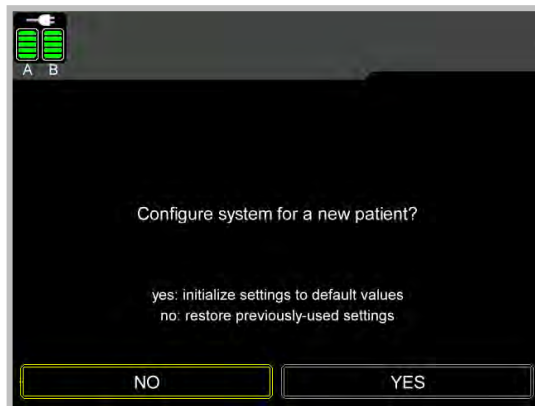 A B
Configure system for a new patient?
yes: initialize settings to default values
no: restore previously-used settings
NO YES